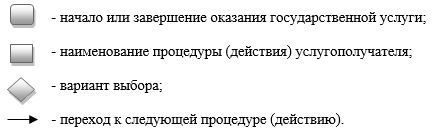 - начало или завершение оказания государственной услуги;
- наименование процедуры (действия) услугополучателя;
- вариант выбора;
- переход к следующей процедуре (действию).